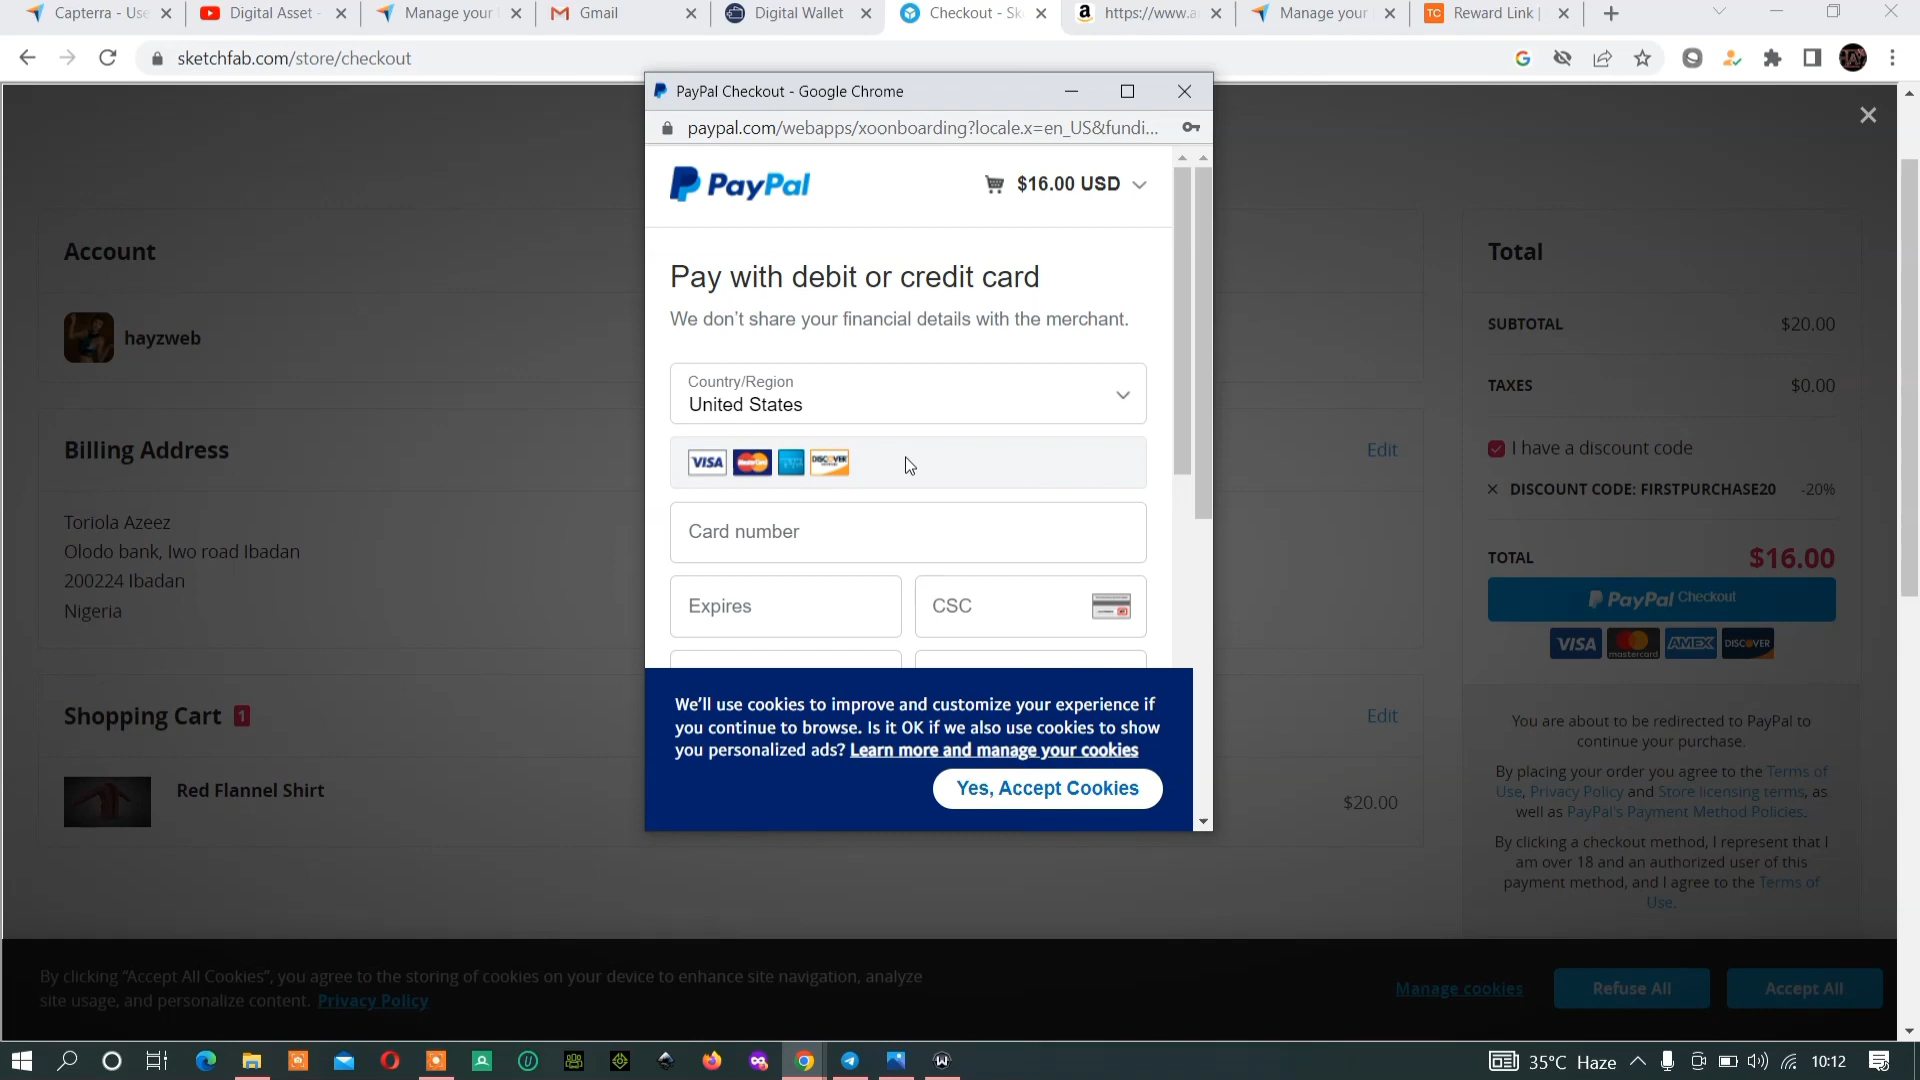 Capterra - Use
Digital Asset -
Manage your
Gmail
Digital Wallet
Checkout - Sk
https://www.a
Manage your
Reward Link |
sketchfab.com/store/checkout
PayPal Checkout - Google Chrome
paypal.com/webapps/xoonboarding?locale.x=en_US&fundi...
PayPal
$16.00 USD
Pay with debit or credit card
We don't share your financial details with the merchant.
Country/Region
United States
VISA MasterCard DISCOVER
Card number
Expires
CSC
We'll use cookies to improve and customize your experience if
you continue to browse. Is it OK if we also use cookies to show
you personalized ads? Learn more and manage your cookies
Yes, Accept Cookies
Account
hayzweb
Billing Address
Edit
Toriola Azeez
Olodo bank, Iwo road Ibadan
200224 Ibadan
Nigeria
Shopping Cart 1
Edit
Red Flannel Shirt
$20.00
Total
SUBTOTAL $20.00
TAXES $0.00
I have a discount code
× DISCOUNT CODE: FIRSTPURCHASE20 -20%
TOTAL $16.00
PayPal Checkout
VISA mastercard AMEX DISCOVER
You are about to be redirected to PayPal to
continue your purchase.
By placing your order you agree to the Terms of
Use, Privacy Policy and Store licensing terms, as
well as PayPal's Payment Method Policies.
By clicking a checkout method, I represent that I
am over 18 and an authorized user of this
payment method, and I agree to the Terms of
Use.
By clicking "Accept All Cookies", you agree to the storing of cookies on your device to enhance site navigation, analyze
site usage, and personalize content. Privacy Policy
Manage cookies
Refuse All
Accept All
35°C Haze
10:12